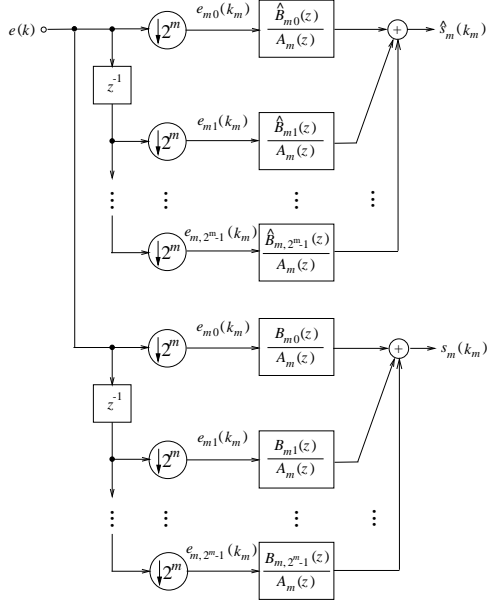 e(k) ↓2^m e_{m0}(k_m) \hat{B}_{m0}(z) / A_m(z) + \hat{s}_m(k_m)
z^{-1}
↓2^m e_{m1}(k_m) \hat{B}_{m1}(z) / A_m(z)
⋮ ⋮ ⋮ ⋮
↓2^m e_{m,2^m-1}(k_m) \hat{B}_{m,2^m-1}(z) / A_m(z)
↓2^m e_{m0}(k_m) B_{m0}(z) / A_m(z) + s_m(k_m)
z^{-1}
↓2^m e_{m1}(k_m) B_{m1}(z) / A_m(z)
⋮ ⋮ ⋮ ⋮
↓2^m e_{m,2^m-1}(k_m) B_{m,2^m-1}(z) / A_m(z)